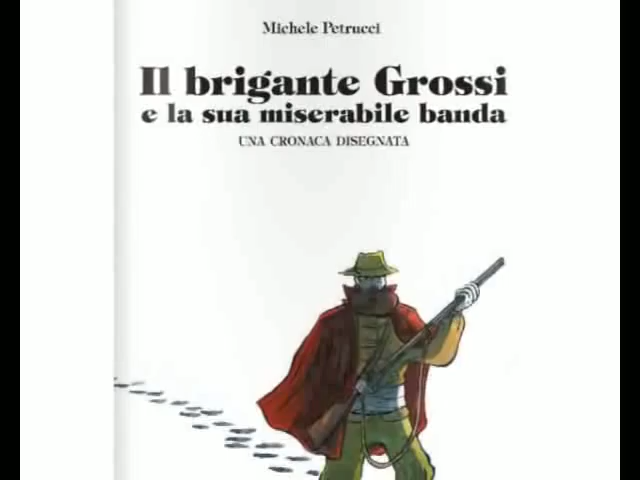 Michele Petrucci
Il brigante Grossi
e la sua miserabile banda
UNA CRONACA DISEGNATA